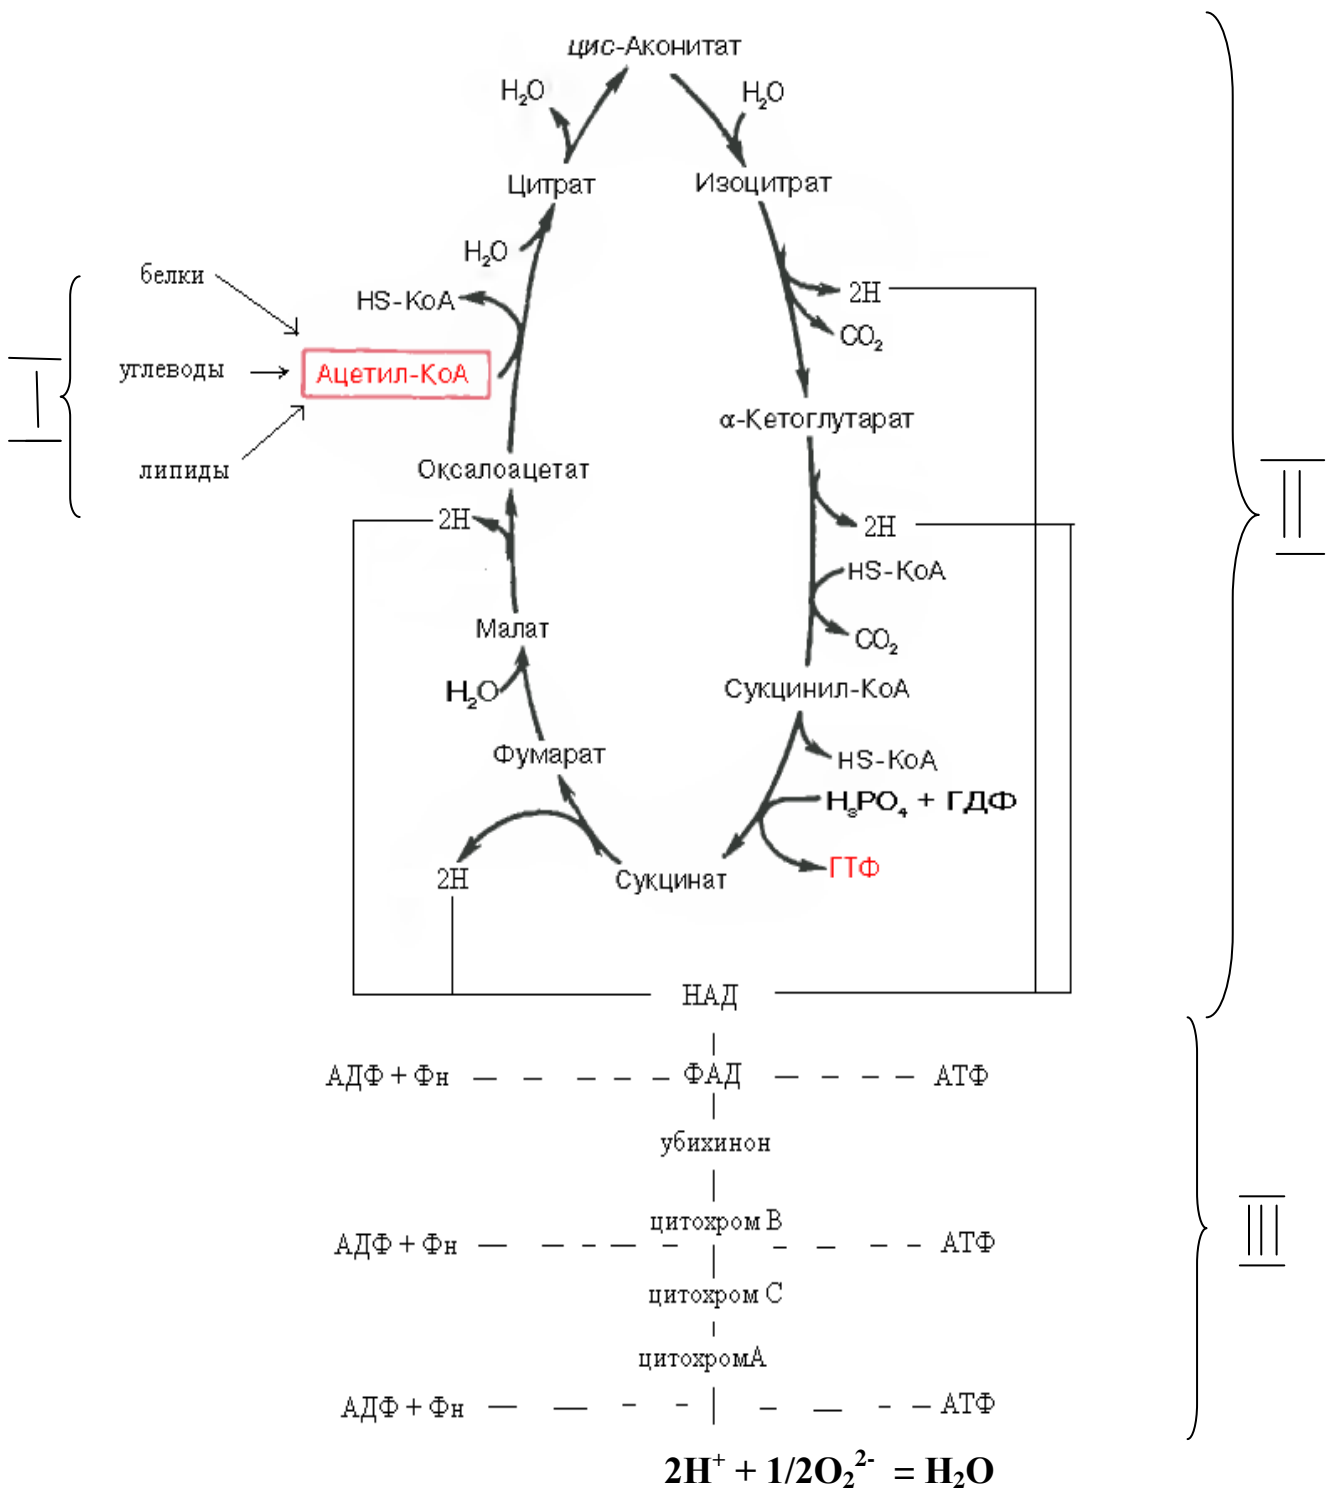 цис-Аконитат
H₂O
H₂O
Цитрат
Изоцитрат
H₂O
белки
HS-КоА
2H
CO₂
I
углеводы
Ацетил-КоА
α-Кетоглутарат
липиды
Оксалоацетат
II
2H
2H
HS-КоА
Малат
CO₂
H₂O
Сукцинил-КоА
Фумарат
HS-КоА
H₃PO₄ + ГДФ
ГТФ
2H
Сукцинат
НАД
АДФ + Фн — — — — — — ФАД — — — — — АТФ
убихинон
цитохром В
АДФ + Фн — — — — — — — — — — АТФ
III
цитохром С
цитохромА
АДФ + Фн — — — — — — — — АТФ
2H⁺ + 1/2O₂²⁻ = H₂O